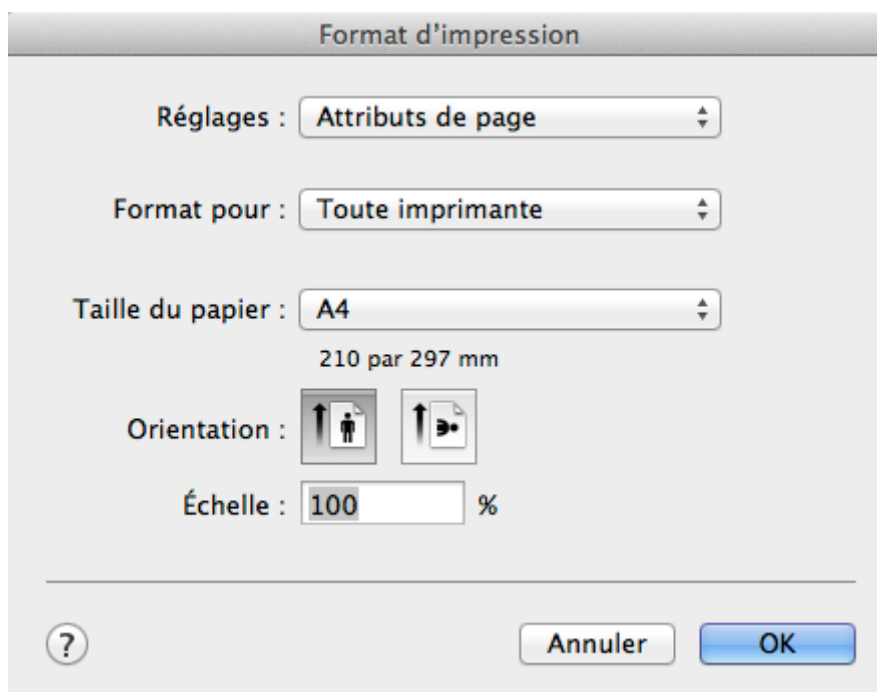 Format d’impression
Réglages : Attributs de page
Format pour : Toute imprimante
Taille du papier : A4
210 par 297 mm
Orientation :
Échelle : 100 %
? Annuler OK